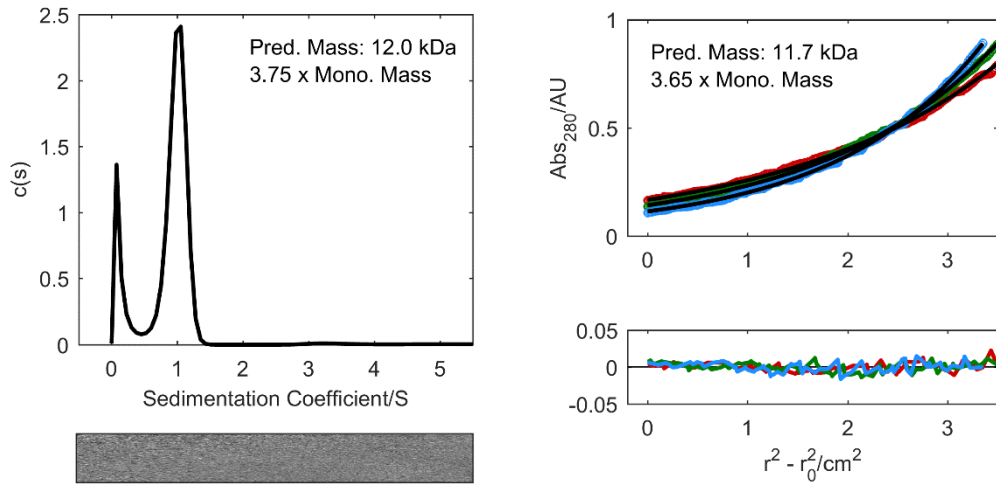 Pred. Mass: 12.0 kDa
3.75 x Mono. Mass
c(s)
2.5
2
1.5
1
0.5
0
0 1 2 3 4 5
Sedimentation Coefficient/S
Pred. Mass: 11.7 kDa
3.65 x Mono. Mass
Abs280/AU
1
0.5
0
0 1 2 3
0.05
0
-0.05
0 1 2 3
r² - r₀²/cm²